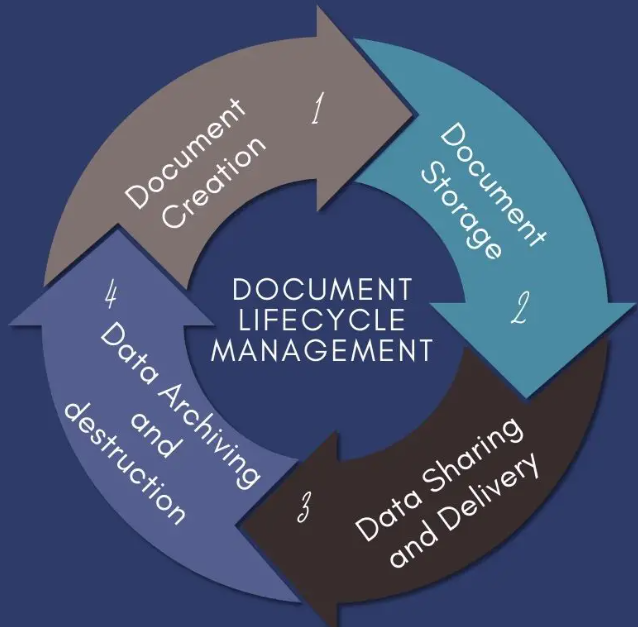 DOCUMENT
LIFECYCLE
MANAGEMENT
1
Document
Creation
Document
Storage
2
Data Sharing
and Delivery
3
4
Data Archiving
and
destruction